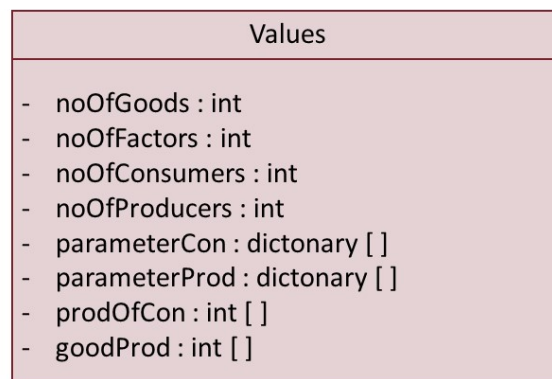 Values
- noOfGoods : int
- noOfFactors : int
- noOfConsumers : int
- noOfProducers : int
- parameterCon : dictonary [ ]
- parameterProd : dictonary [ ]
- prodOfCon : int [ ]
- goodProd : int [ ]